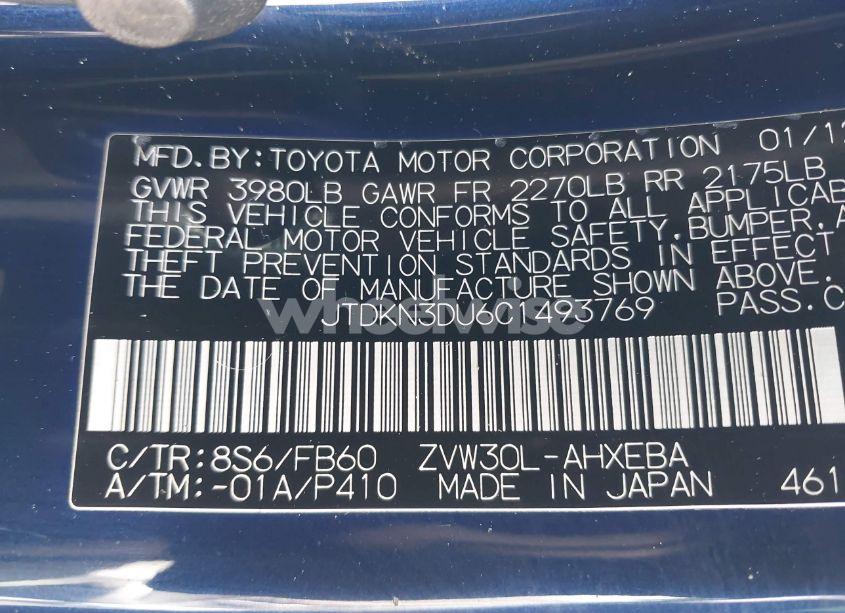 MFD.BY:TOYOTA MOTOR CORPORATION 01/12
GVWR 3980LB GAWR FR 2270LB RR 2175LB
THIS VEHICLE CONFORMS TO ALL APPLICAB
FEDERAL MOTOR VEHICLE SAFETY,BUMPER,A
THEFT PREVENTION STANDARDS IN EFFECT
THE DATE OF MANUFACTURE SHOWN ABOVE.
JTDKN3DU6C1493769 PASS.C
wheelwise
C/TR:8S6/FB60 ZVW30L-AHXEBA
A/TM:-01A/P410 MADE IN JAPAN 461